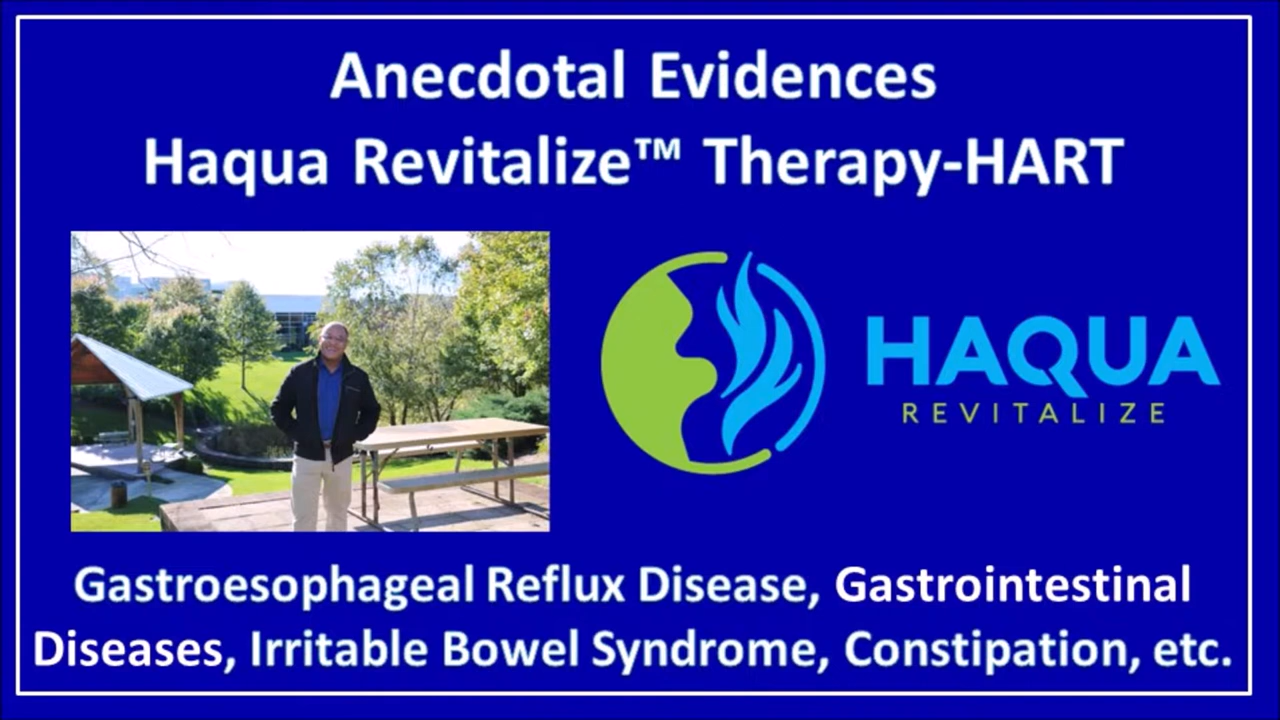 Anecdotal Evidences
Haqua Revitalize™ Therapy-HART
HAQUA
REVITALIZE
Gastroesophageal Reflux Disease, Gastrointestinal
Diseases, Irritable Bowel Syndrome, Constipation, etc.